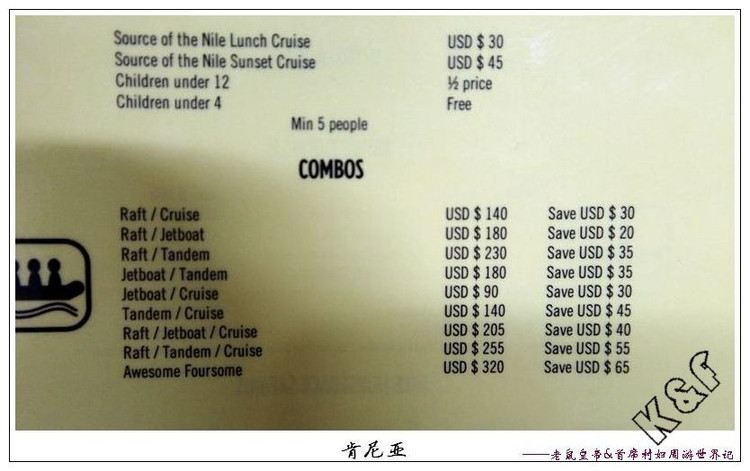 Source of the Nile Lunch Cruise USD $ 30
Source of the Nile Sunset Cruise USD $ 45
Children under 12 ½ price
Children under 4 Free
Min 5 people
COMBOS
Raft / Cruise USD $ 140 Save USD $ 30
Raft / Jetboat USD $ 180 Save USD $ 20
Raft / Tandem USD $ 230 Save USD $ 35
Jetboat / Tandem USD $ 180 Save USD $ 35
Jetboat / Cruise USD $ 90 Save USD $ 30
Tandem / Cruise USD $ 140 Save USD $ 45
Raft / Jetboat / Cruise USD $ 205 Save USD $ 40
Raft / Tandem / Cruise USD $ 255 Save USD $ 55
Awesome Foursome USD $ 320 Save USD $ 65
K&f
肯尼亚
——老鼠皇帝&首席村妇周游世界记